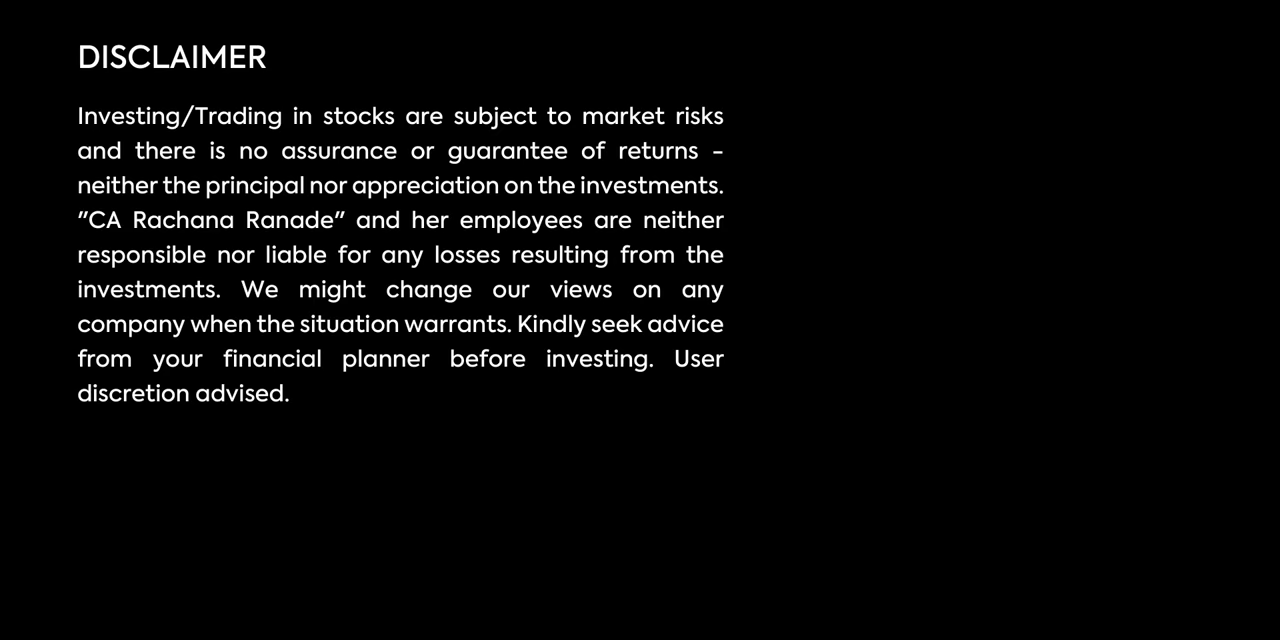 DISCLAIMER
Investing/Trading in stocks are subject to market risks
and there is no assurance or guarantee of returns -
neither the principal nor appreciation on the investments.
"CA Rachana Ranade" and her employees are neither
responsible nor liable for any losses resulting from the
investments. We might change our views on any
company when the situation warrants. Kindly seek advice
from your financial planner before investing. User
discretion advised.